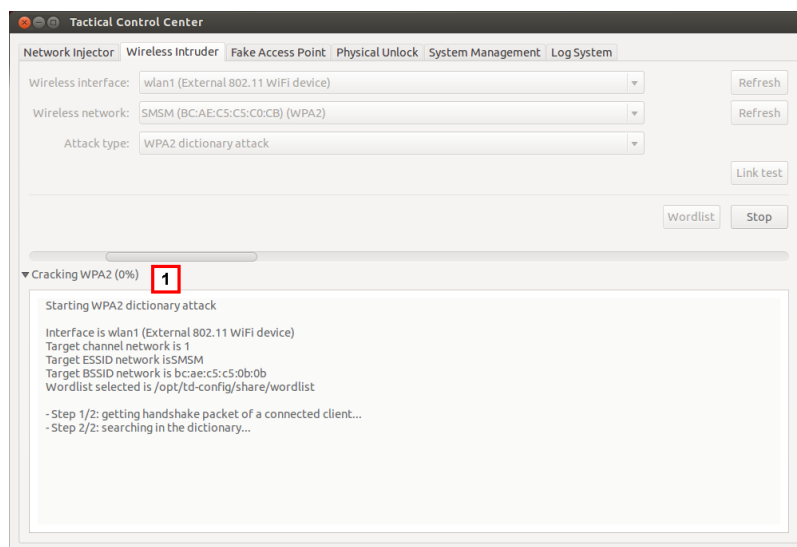 Tactical Control Center
Network Injector Wireless Intruder Fake Access Point Physical Unlock System Management Log System
Wireless interface: wlan1 (External 802.11 WiFi device) Refresh
Wireless network: SMSM (BC:AE:C5:C5:C0:CB) (WPA2) Refresh
Attack type: WPA2 dictionary attack
Link test
Wordlist Stop
Cracking WPA2 (0%) 1
Starting WPA2 dictionary attack
Interface is wlan1 (External 802.11 WiFi device)
Target channel network is 1
Target ESSID network isSMSM
Target BSSID network is bc:ae:c5:c5:0b:0b
Wordlist selected is /opt/td-config/share/wordlist
- Step 1/2: getting handshake packet of a connected client...
- Step 2/2: searching in the dictionary...